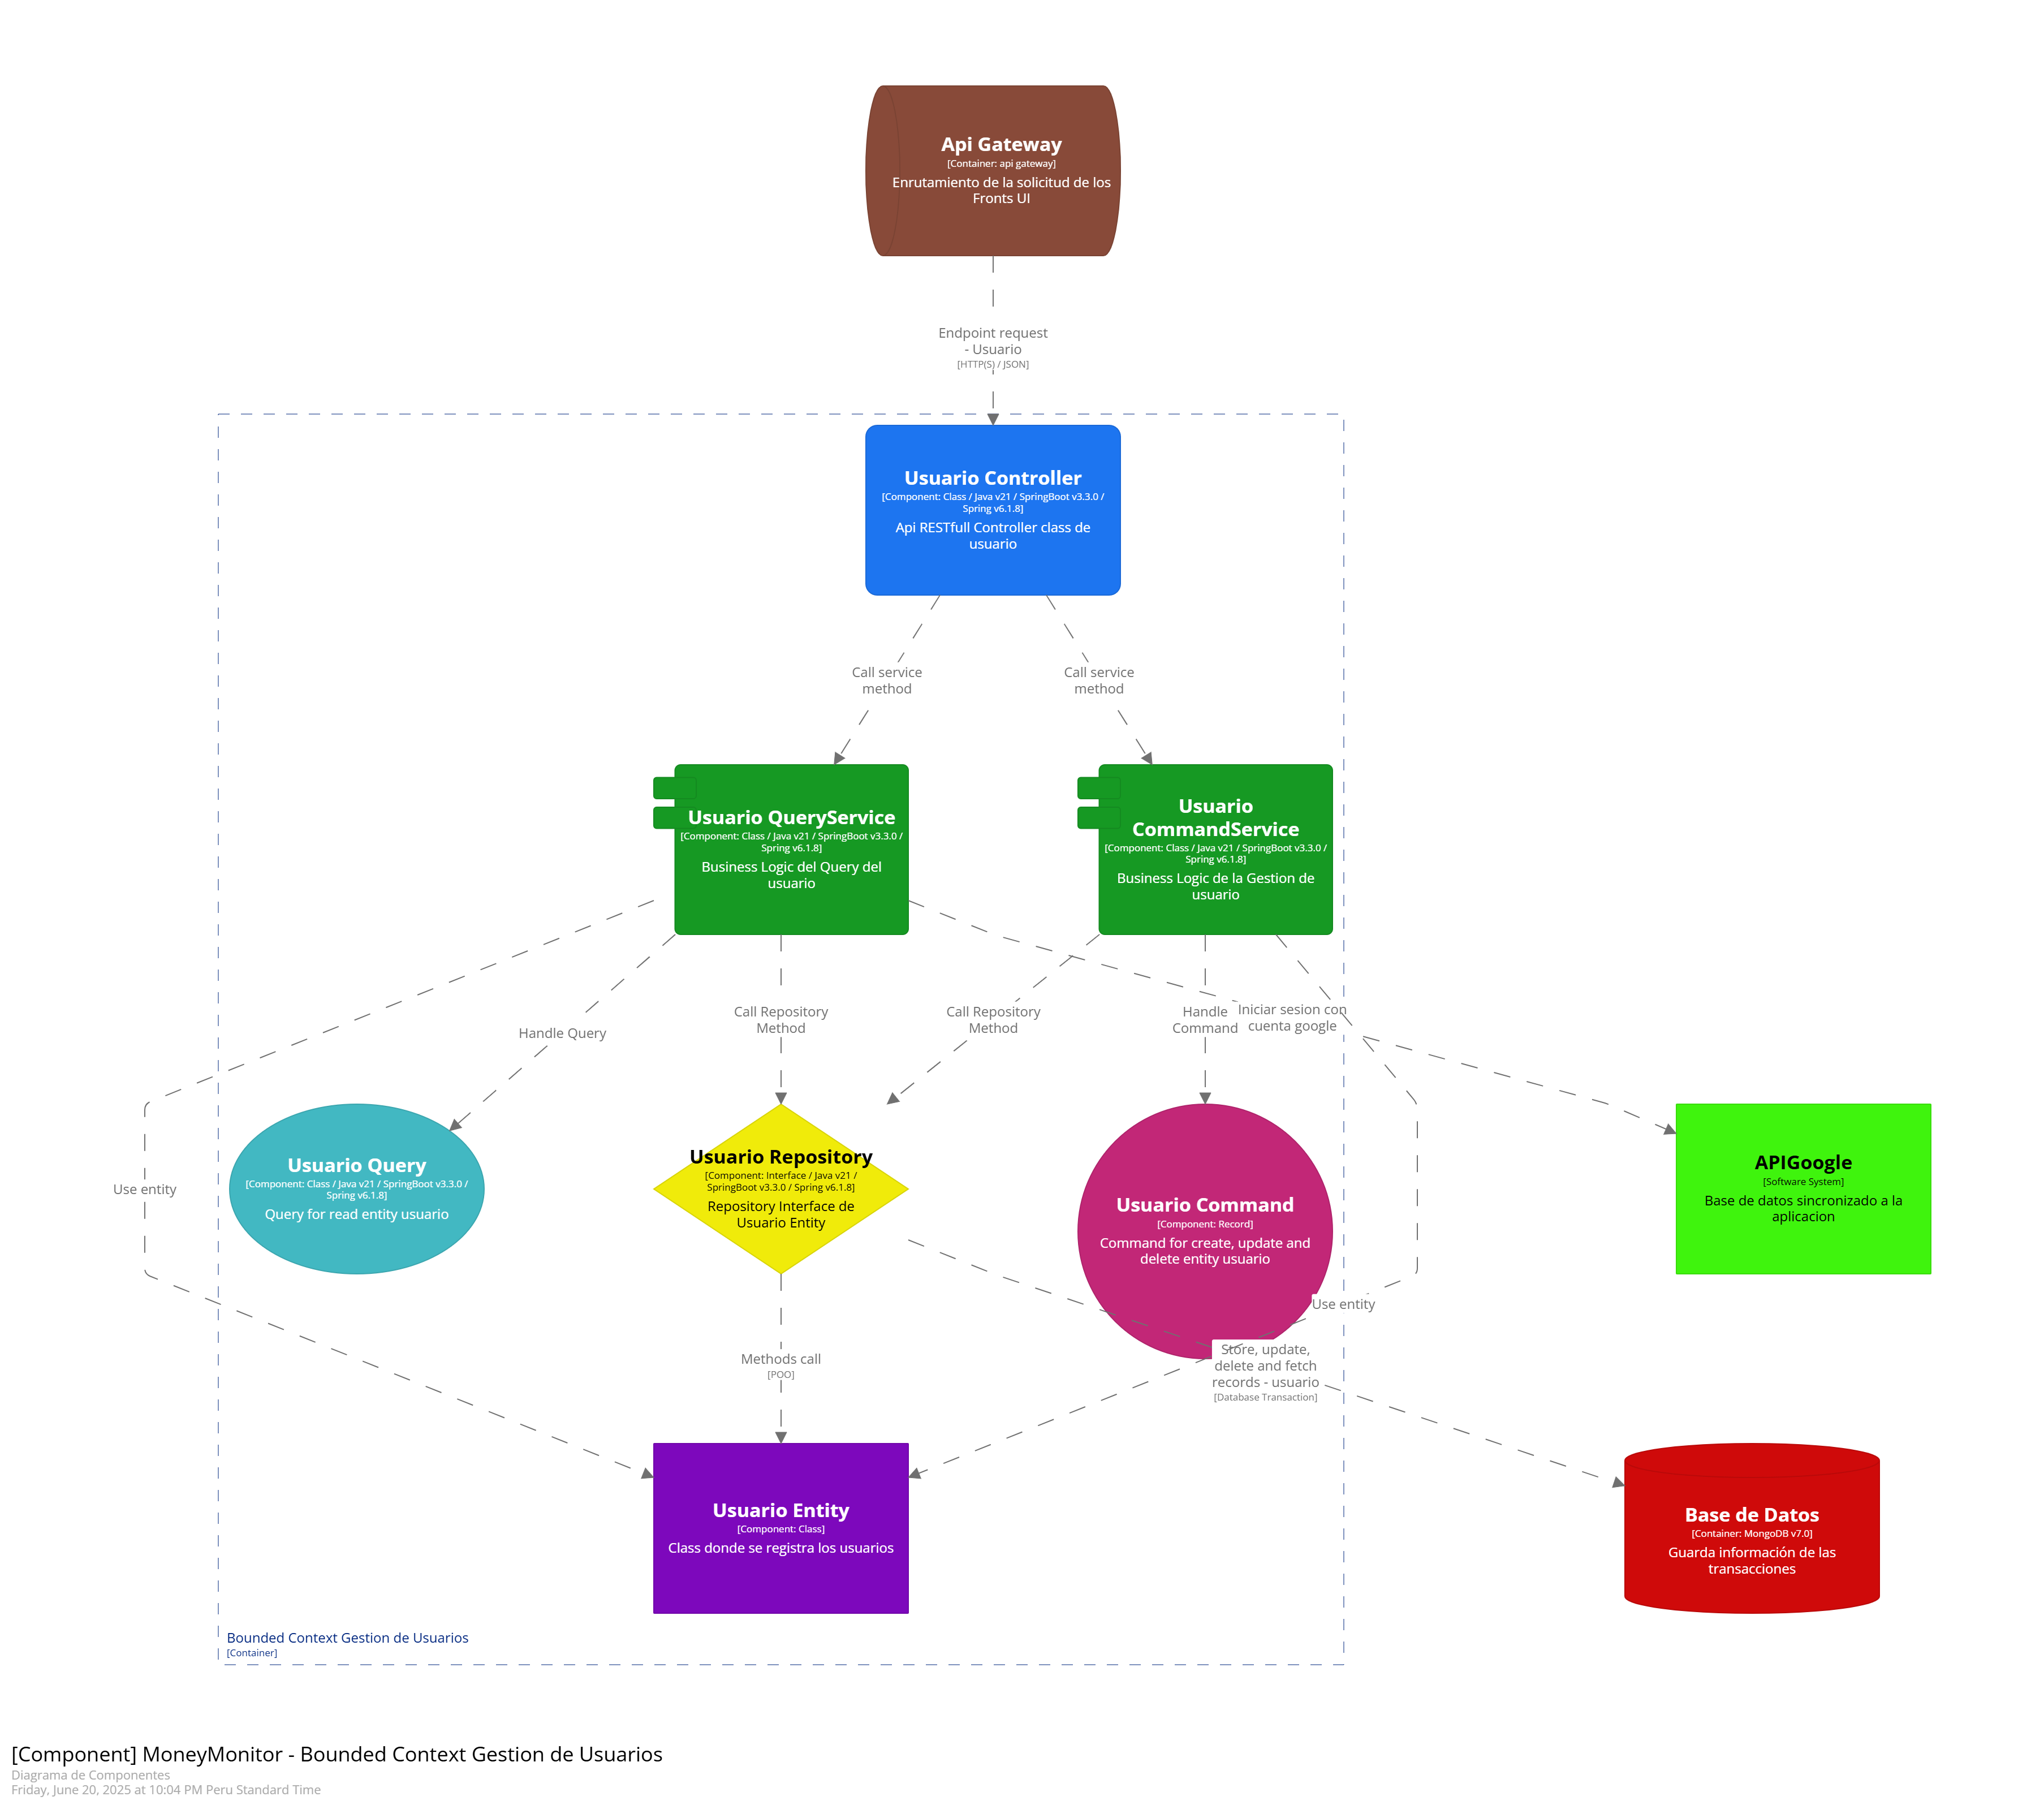 Api Gateway
[Container: api gateway]
Enrutamiento de la solicitud de los
Fronts UI
Endpoint request
- Usuario
[HTTP(S) / JSON]
Usuario Controller
[Component: Class / Java v21 / SpringBoot v3.3.0 /
Spring v6.1.8]
Api RESTfull Controller class de
usuario
Call service
method
Call service
method
Usuario QueryService
[Component: Class / Java v21 / SpringBoot v3.3.0 /
Spring v6.1.8]
Business Logic del Query del
usuario
Usuario
CommandService
[Component: Class / Java v21 / SpringBoot v3.3.0 /
Spring v6.1.8]
Business Logic de la Gestion de
usuario
Handle Query
Call Repository
Method
Call Repository
Method
Handle
Command
Iniciar sesion con
cuenta google
Use entity
Usuario Query
[Component: Class / Java v21 / SpringBoot v3.3.0 /
Spring v6.1.8]
Query for read entity usuario
Usuario Repository
[Component: Interface / Java v21 /
SpringBoot v3.3.0 / Spring v6.1.8]
Repository Interface de
Usuario Entity
Usuario Command
[Component: Record]
Command for create, update and
delete entity usuario
APIGoogle
[Software System]
Base de datos sincronizado a la
aplicacion
Use entity
Methods call
[POO]
Store, update,
delete and fetch
records - usuario
[Database Transaction]
Usuario Entity
[Component: Class]
Class donde se registra los usuarios
Base de Datos
[Container: MongoDB v7.0]
Guarda información de las
transacciones
Bounded Context Gestion de Usuarios
[Container]
[Component] MoneyMonitor - Bounded Context Gestion de Usuarios
Diagrama de Componentes
Friday, June 20, 2025 at 10:04 PM Peru Standard Time